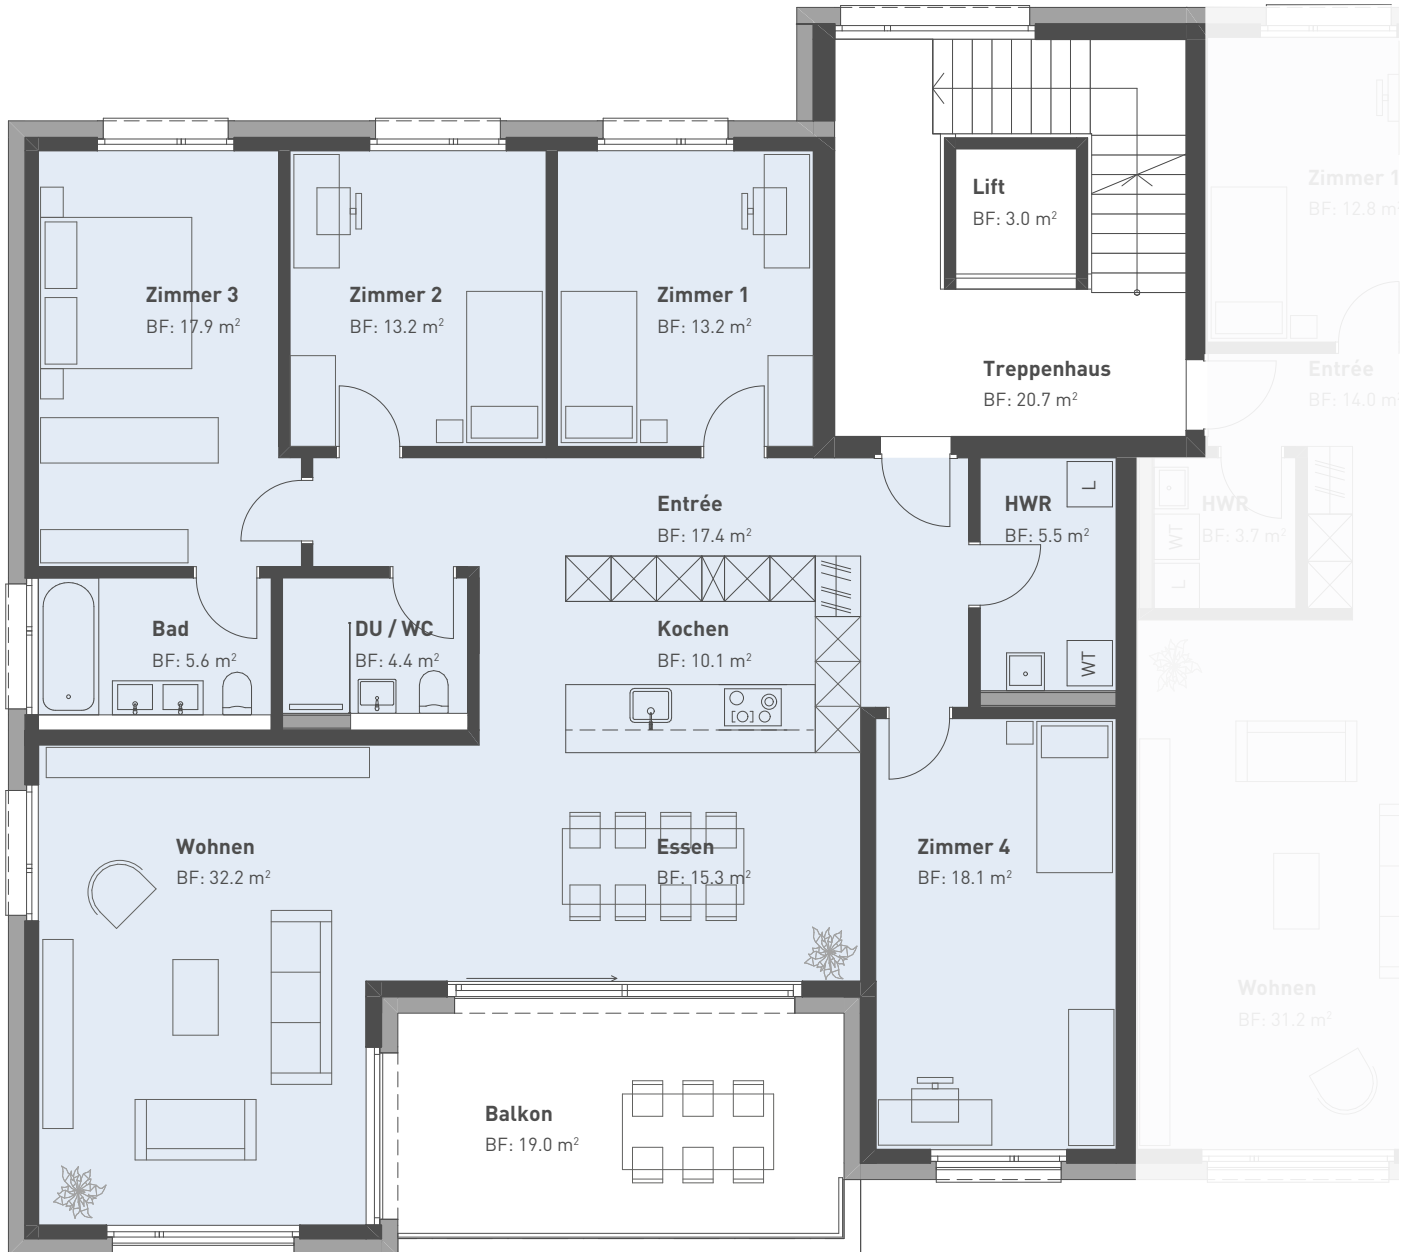 Lift
BF: 3.0 m²
Zimmer 1
BF: 12.8 m
Zimmer 3
BF: 17.9 m²
Zimmer 2
BF: 13.2 m²
Zimmer 1
BF: 13.2 m²
Treppenhaus
BF: 20.7 m²
Entrée
BF: 14.0 m
Entrée
BF: 17.4 m²
L
HWR
BF: 5.5 m²
WT
L
HWR
BF: 3.7 m²
Bad
BF: 5.6 m²
DU / WC
BF: 4.4 m²
Kochen
BF: 10.1 m²
WT
Wohnen
BF: 32.2 m²
Essen
BF: 15.3 m²
Zimmer 4
BF: 18.1 m²
Wohnen
BF: 31.2 m²
Balkon
BF: 19.0 m²